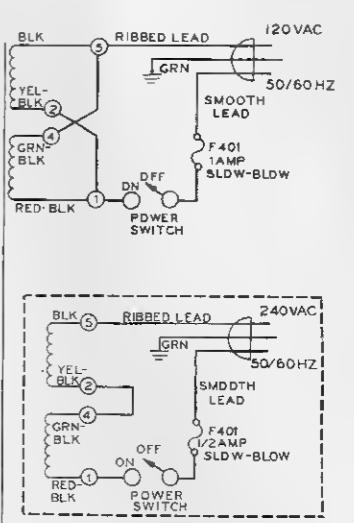 120VAC
BLK
5
RIBBED LEAD
GRN
50/60HZ
YEL-
BLK
2
SMOOTH
LEAD
4
GRN-
BLK
F401
1AMP
SLOW-BLOW
OFF
ON
1
RED-BLK
POWER
SWITCH
240VAC
BLK
5
RIBBED LEAD
GRN
50/60HZ
YEL-
BLK
2
SMOOTH
LEAD
4
GRN-
BLK
F401
1/2AMP
SLOW-BLOW
OFF
ON
1
RED-
BLK
POWER
SWITCH